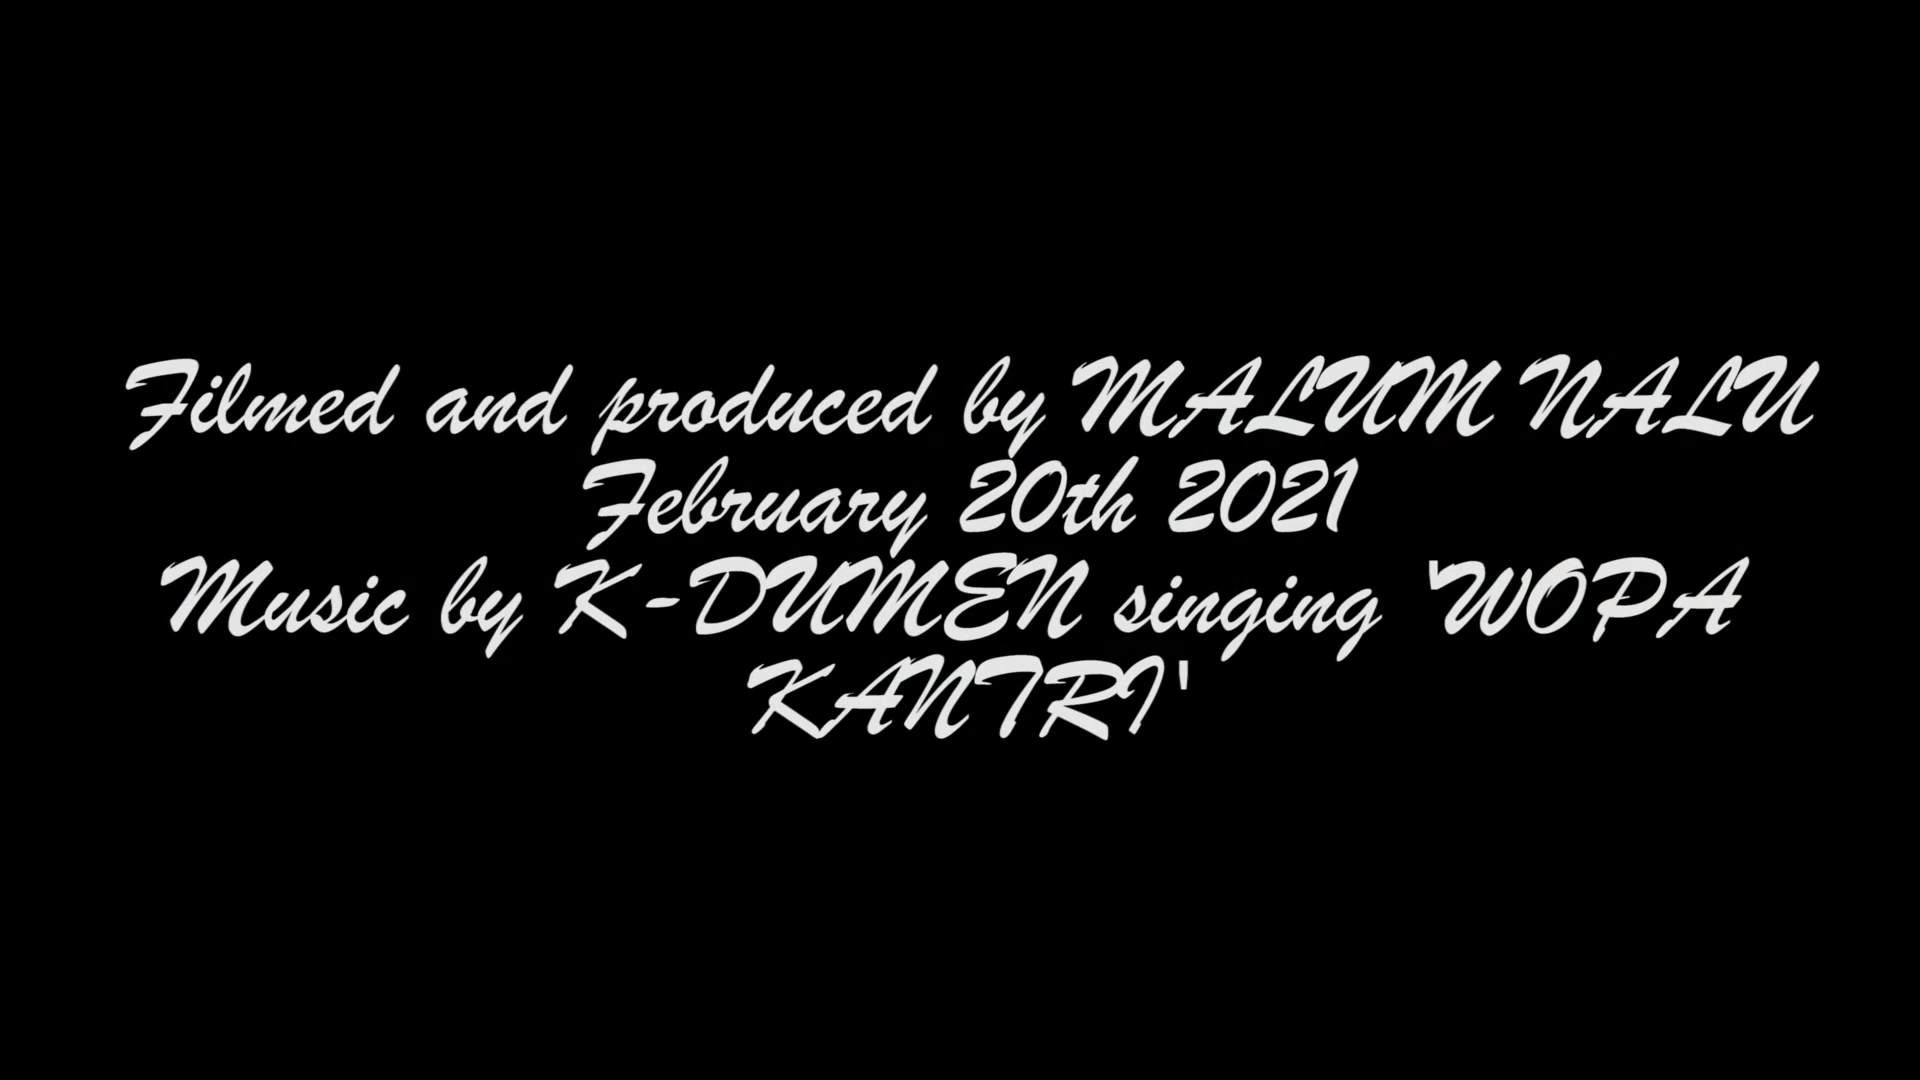 Filmed and produced by MALUM NALU
February 20th 2021
Music by K-DUMEN singing 'WOPA
KANTRI'